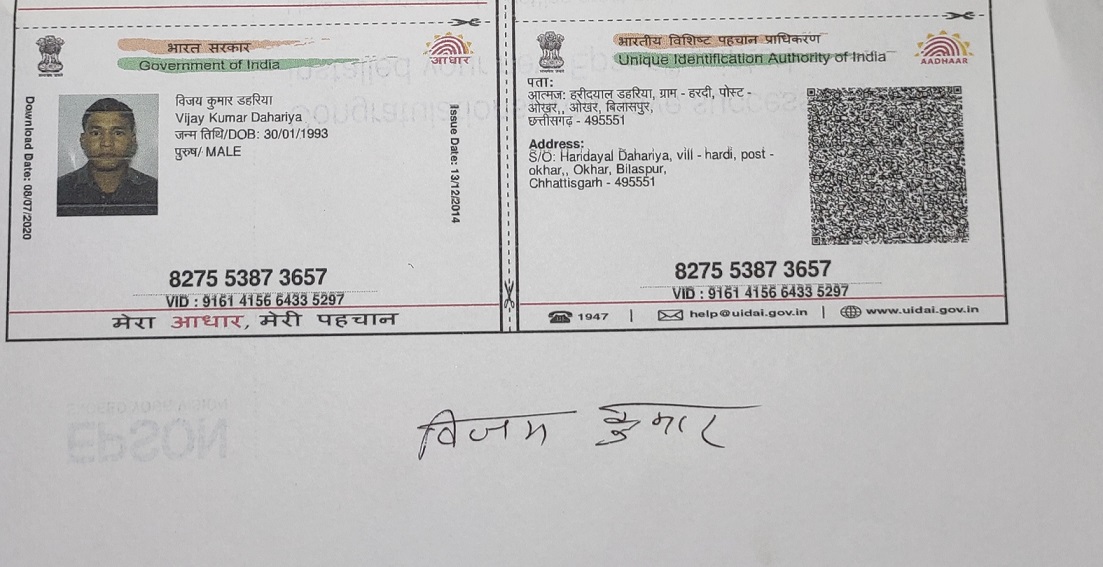 भारत सरकार
Government of India
आधार
Download Date: 08/07/2020
विजय कुमार डहरिया
Vijay Kumar Dahariya
जन्म तिथि/DOB: 30/01/1993
पुरुष/ MALE
Issue Date: 13/12/2014
8275 5387 3657
VID : 9161 4156 6433 5297
मेरा आधार, मेरी पहचान
भारतीय विशिष्ट पहचान प्राधिकरण
Unique Identification Authority of India
AADHAAR
पता:
आत्मज: हरीदयाल डहरिया, ग्राम - हरदी, पोस्ट -
ओखर,, ओखर, बिलासपुर,
छत्तीसगढ़ - 495551
Address:
S/O: Haridayal Dahariya, vill - hardi, post -
okhar,, Okhar, Bilaspur,
Chhattisgarh - 495551
8275 5387 3657
VID : 9161 4156 6433 5297
1947 | help@uidai.gov.in | www.uidai.gov.in
EPSON
विजय कुमार